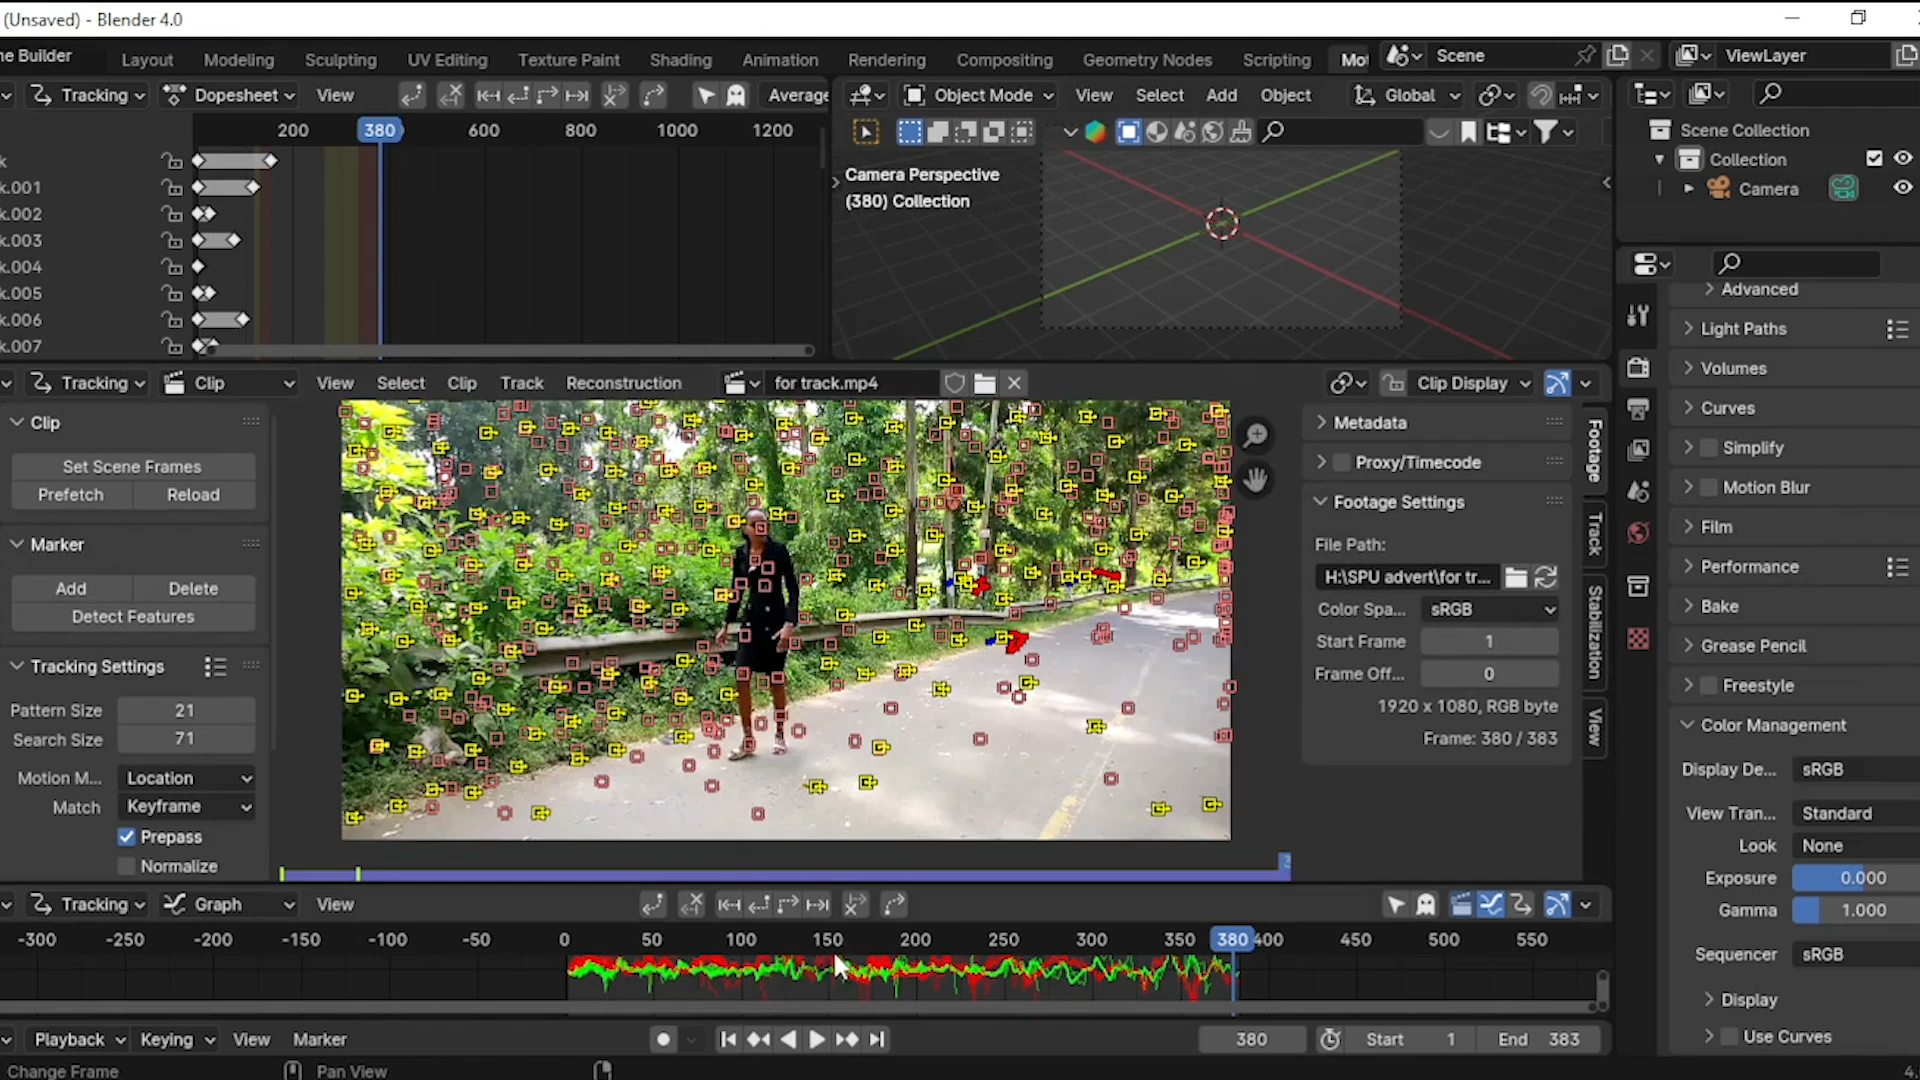 (Unsaved) - Blender 4.0
ne Builder Layout Modeling Sculpting UV Editing Texture Paint Shading Animation Rendering Compositing Geometry Nodes Scripting Mo Scene ViewLayer
Tracking Dopesheet View Average Object Mode View Select Add Object Global
200 380 600 800 1000 1200
k
k.001
k.002
k.003
k.004
k.005
k.006
k.007
Camera Perspective
(380) Collection
Scene Collection
Collection
Camera
Tracking Clip View Select Clip Track Reconstruction for track.mp4 Clip Display
Clip
Set Scene Frames
Prefetch Reload
Marker
Add Delete
Detect Features
Tracking Settings
Pattern Size 21
Search Size 71
Motion M... Location
Match Keyframe
Prepass
Normalize
Metadata
Proxy/Timecode
Footage Settings
File Path:
H:\SPU advert\for tr...
Color Spa... sRGB
Start Frame 1
Frame Off... 0
1920 x 1080, RGB byte
Frame: 380 / 383
Footage
Track
Stabilization
View
Advanced
Light Paths
Volumes
Curves
Simplify
Motion Blur
Film
Performance
Bake
Grease Pencil
Freestyle
Color Management
Display De... sRGB
View Tran... Standard
Look None
Exposure 0.000
Gamma 1.000
Sequencer sRGB
Display
Use Curves
Tracking Graph View
-300 -250 -200 -150 -100 -50 0 50 100 150 200 250 300 350 380 400 450 500 550
Playback Keying View Marker 380 Start 1 End 383
Change Frame Pan View 4.